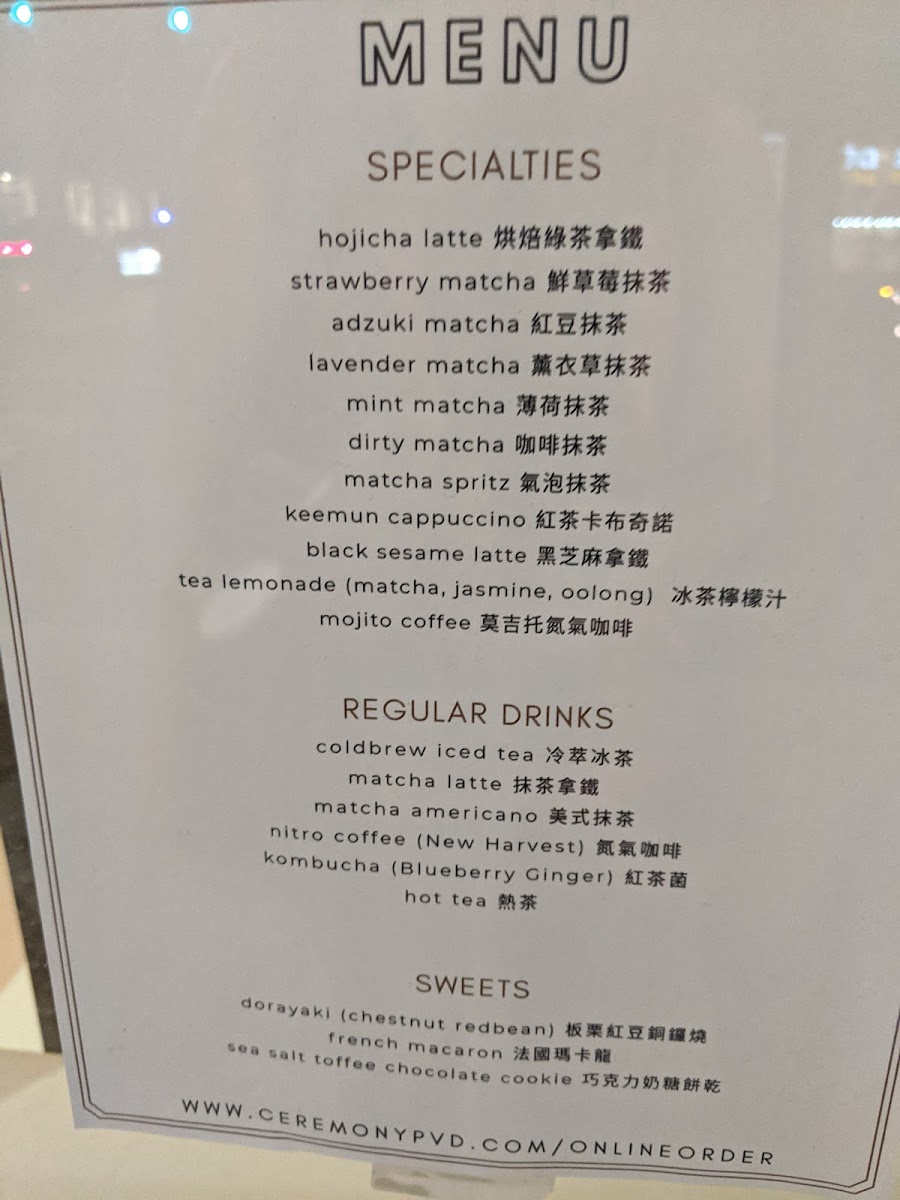 MENU
SPECIALTIES
hojicha latte 烘焙綠茶拿鐵
strawberry matcha 鮮草莓抹茶
adzuki matcha 紅豆抹茶
lavender matcha 薰衣草抹茶
mint matcha 薄荷抹茶
dirty matcha 咖啡抹茶
matcha spritz 氣泡抹茶
keemun cappuccino 紅茶卡布奇諾
black sesame latte 黑芝麻拿鐵
tea lemonade (matcha, jasmine, oolong) 冰茶檸檬汁
mojito coffee 莫吉托氮氣咖啡
REGULAR DRINKS
coldbrew iced tea 冷萃冰茶
matcha latte 抹茶拿鐵
matcha americano 美式抹茶
nitro coffee (New Harvest) 氮氣咖啡
kombucha (Blueberry Ginger) 紅茶菌
hot tea 熱茶
SWEETS
dorayaki (chestnut redbean) 板栗紅豆銅鑼燒
french macaron 法國瑪卡龍
sea salt toffee chocolate cookie 巧克力奶糖餅乾
WWW.CEREMONYPVD.COM/ONLINEORDER